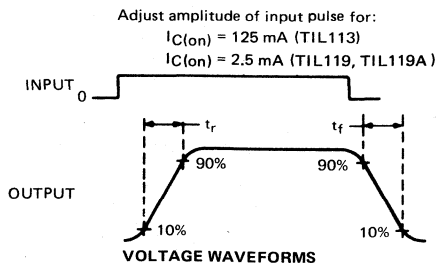 Adjust amplitude of input pulse for:
IC(on) = 125 mA (TIL113)
IC(on) = 2.5 mA (TIL119, TIL119A)
INPUT
0
tr
tf
90%
90%
OUTPUT
10%
10%
VOLTAGE WAVEFORMS